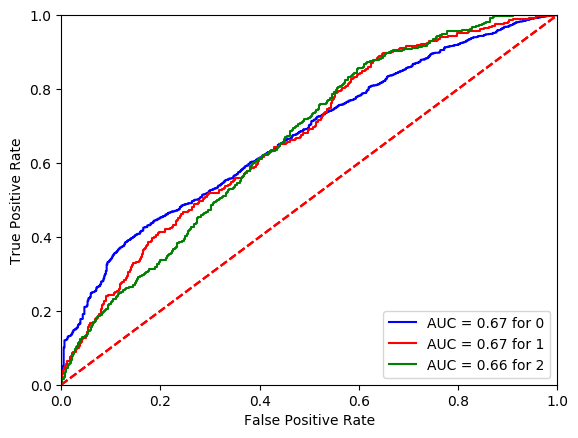 1.0
0.8
0.6
0.4
0.2
0.0
True Positive Rate
AUC = 0.67 for 0
AUC = 0.67 for 1
AUC = 0.66 for 2
0.0 0.2 0.4 0.6 0.8 1.0
False Positive Rate